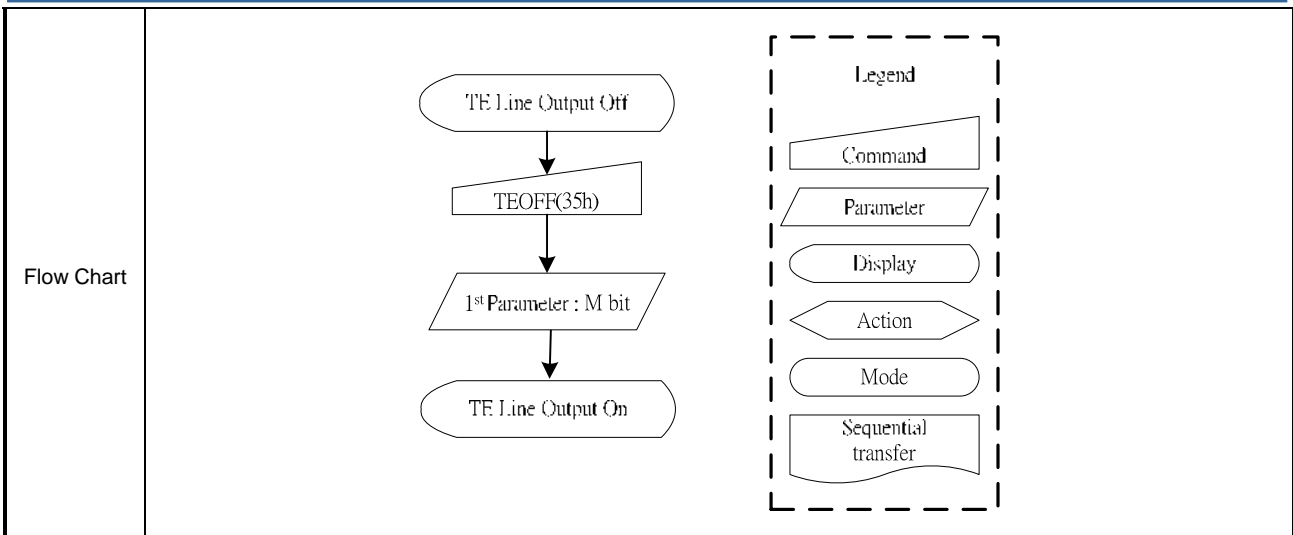 Flow Chart
TE Line Output Off
TEOFF(35h)
1st Parameter : M bit
TE Line Output On
Legend
Command
Parameter
Display
Action
Mode
Sequential
transfer